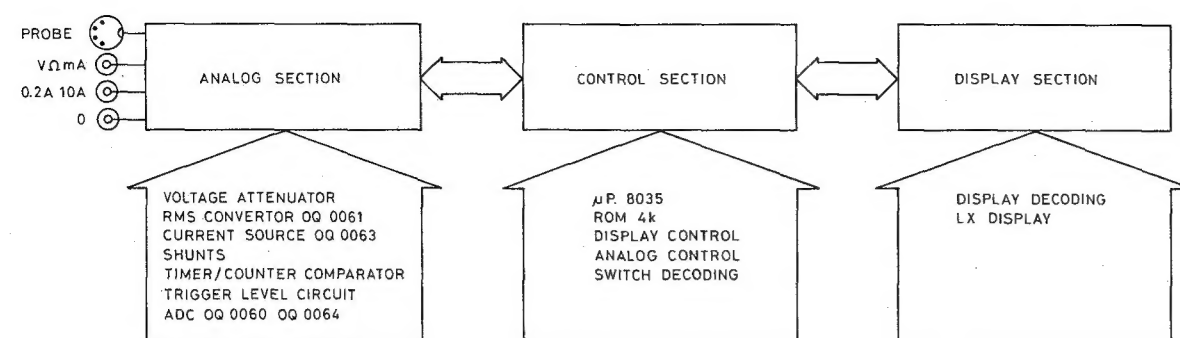 PROBE
VΩmA
0.2A 10A
0
ANALOG SECTION
CONTROL SECTION
DISPLAY SECTION
VOLTAGE ATTENUATOR
RMS CONVERTOR OQ 0061
CURRENT SOURCE OQ 0063
SHUNTS
TIMER/COUNTER COMPARATOR
TRIGGER LEVEL CIRCUIT
ADC OQ 0060 OQ 0064
μP. 8035
ROM 4k
DISPLAY CONTROL
ANALOG CONTROL
SWITCH DECODING
DISPLAY DECODING
LX DISPLAY